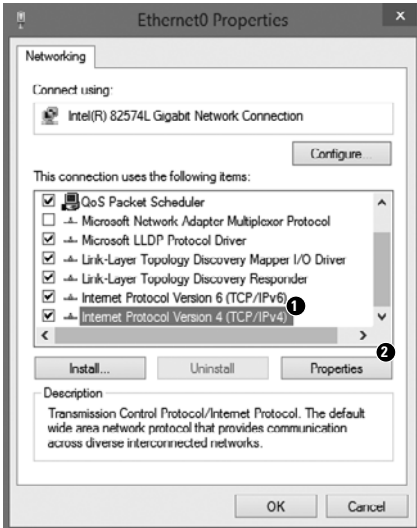 Ethernet0 Properties
x
Networking
Connect using:
Intel(R) 82574L Gigabit Network Connection
Configure...
This connection uses the following items:
QoS Packet Scheduler
Microsoft Network Adapter Multiplexor Protocol
Microsoft LLDP Protocol Driver
Link-Layer Topology Discovery Mapper I/O Driver
Link-Layer Topology Discovery Responder
Internet Protocol Version 6 (TCP/IPv6)
Internet Protocol Version 4 (TCP/IPv4)
1
2
Install... Uninstall Properties
Description
Transmission Control Protocol/Internet Protocol. The default
wide area network protocol that provides communication
across diverse interconnected networks.
OK Cancel